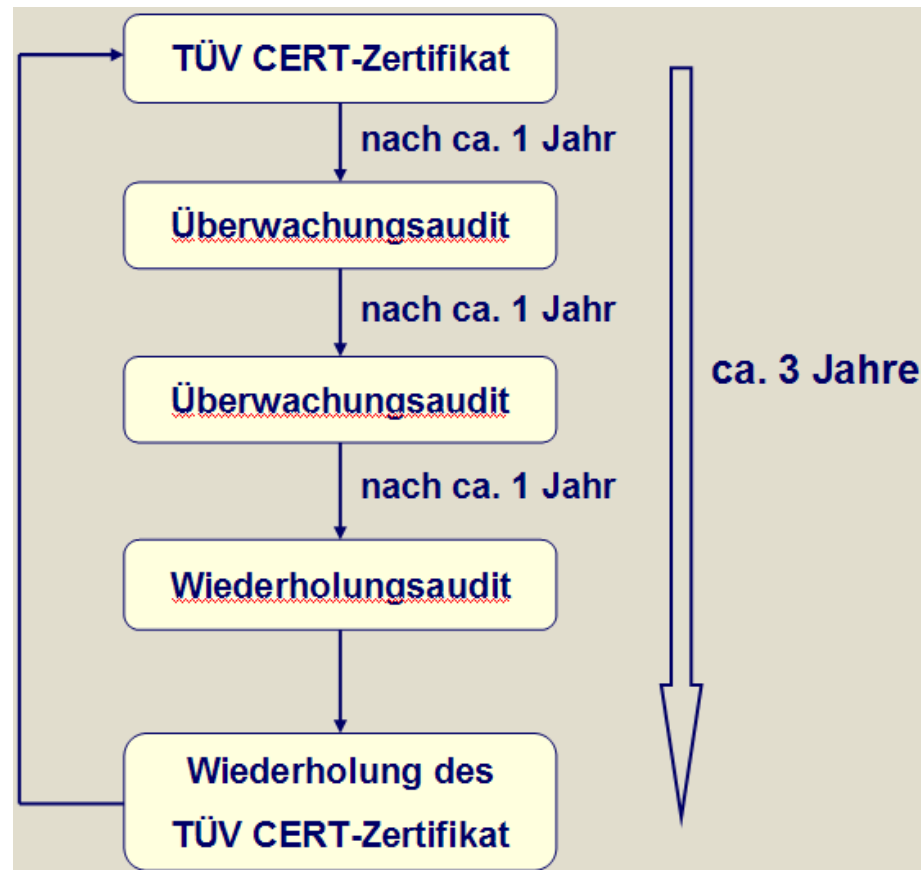 TÜV CERT-Zertifikat
nach ca. 1 Jahr
Überwachungsaudit
nach ca. 1 Jahr
ca. 3 Jahre
Überwachungsaudit
nach ca. 1 Jahr
Wiederholungsaudit
Wiederholung des
TÜV CERT-Zertifikat